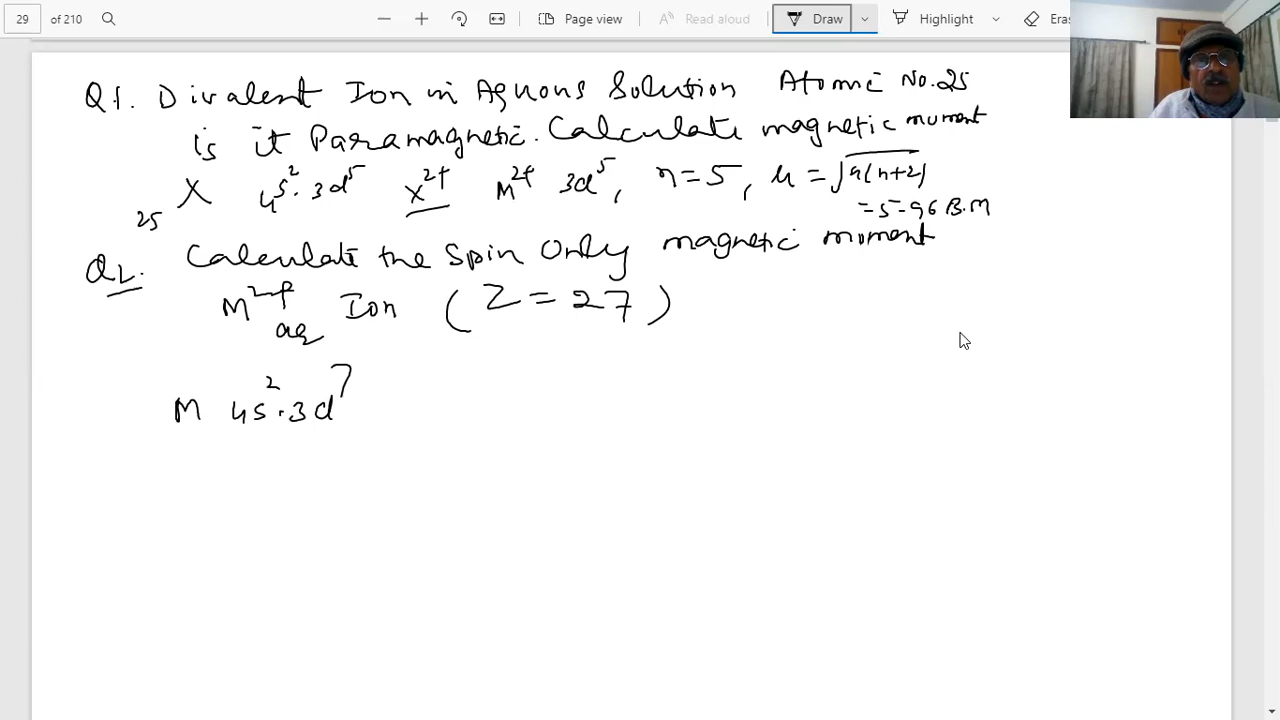 29 of 210 Page view Read aloud Draw Highlight Eras
Q1. Divalent Ion in Aquous Solution Atomic No. 25
is it Paramagnetic. Calculate magnetic moment
₂₅X 4s².3d⁵ X²⁺ M²⁺ 3d⁵, n=5, μ = √n(n+2)
= 5-96 B.M
Q2. Calculate the Spin Only magnetic moment
M²⁺aq Ion (Z = 27)
M 4s².3d⁷